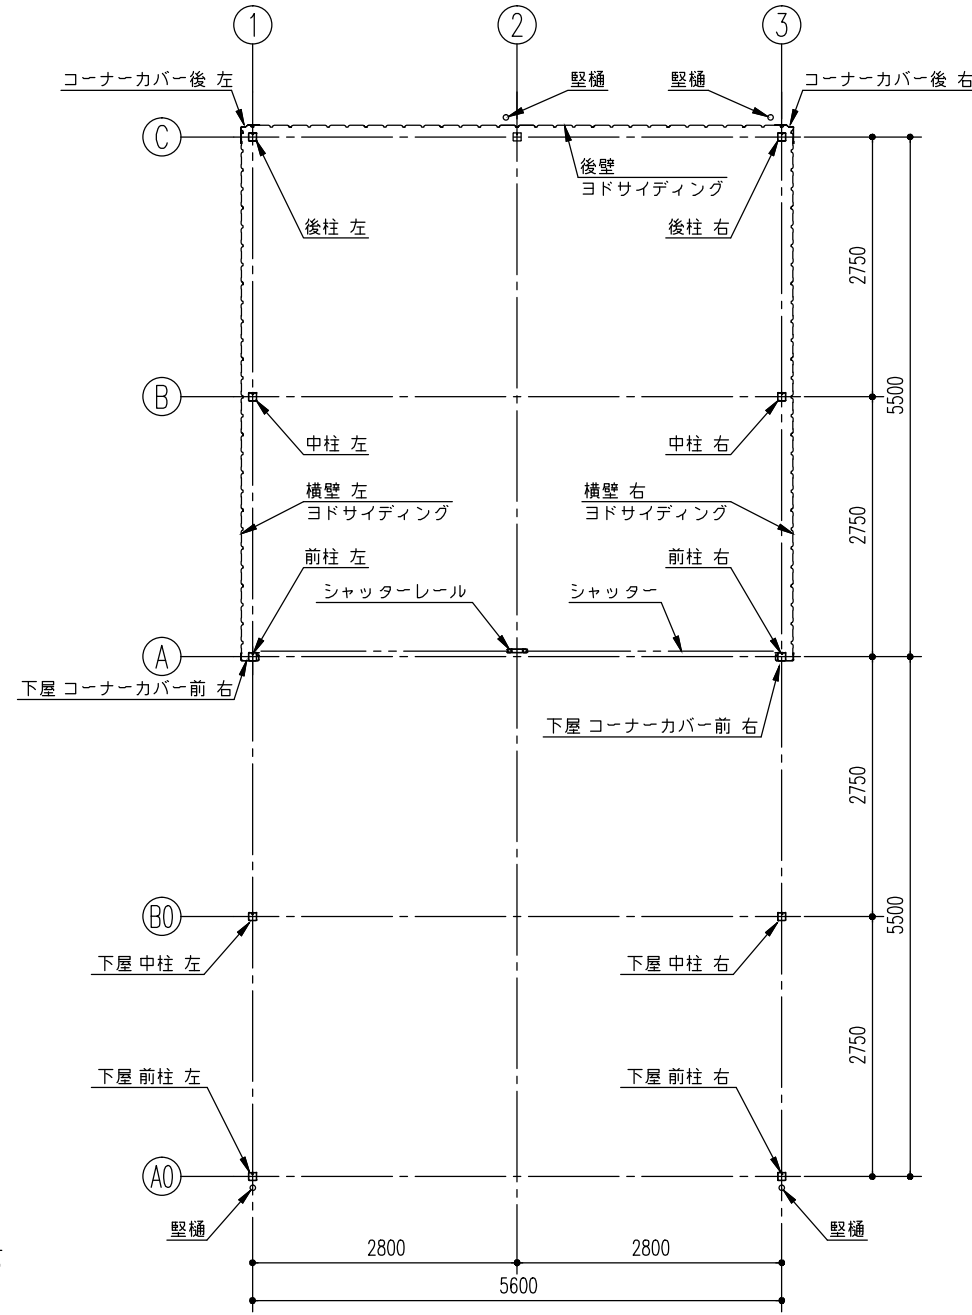 1
2
3
コーナーカバー後 左
堅樋
堅樋
コーナーカバー後 右
C
後壁
ヨドサイディング
後柱 左
後柱 右
2750
B
5500
中柱 左
中柱 右
横壁 左
ヨドサイディング
横壁 右
ヨドサイディング
2750
前柱 左
前柱 右
シャッターレール
シャッター
A
下屋 コーナーカバー前 右
下屋 コーナーカバー前 右
2750
B0
5500
下屋 中柱 左
下屋 中柱 右
2750
下屋 前柱 左
下屋 前柱 右
A0
堅樋
堅樋
2800
2800
5600